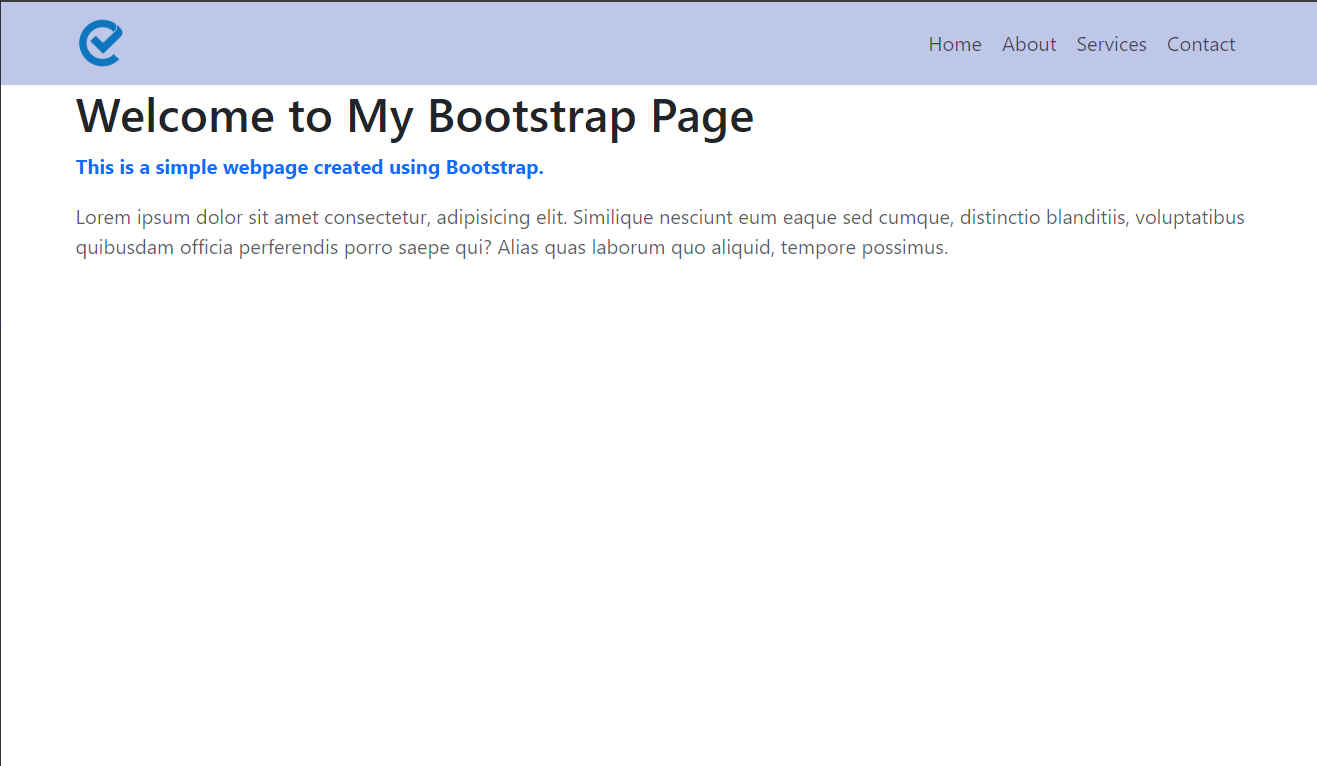 Home About Services Contact
Welcome to My Bootstrap Page
This is a simple webpage created using Bootstrap.
Lorem ipsum dolor sit amet consectetur, adipisicing elit. Similique nesciunt eum eaque sed cumque, distinctio blanditiis, voluptatibus
quibusdam officia perferendis porro saepe qui? Alias quas laborum quo aliquid, tempore possimus.